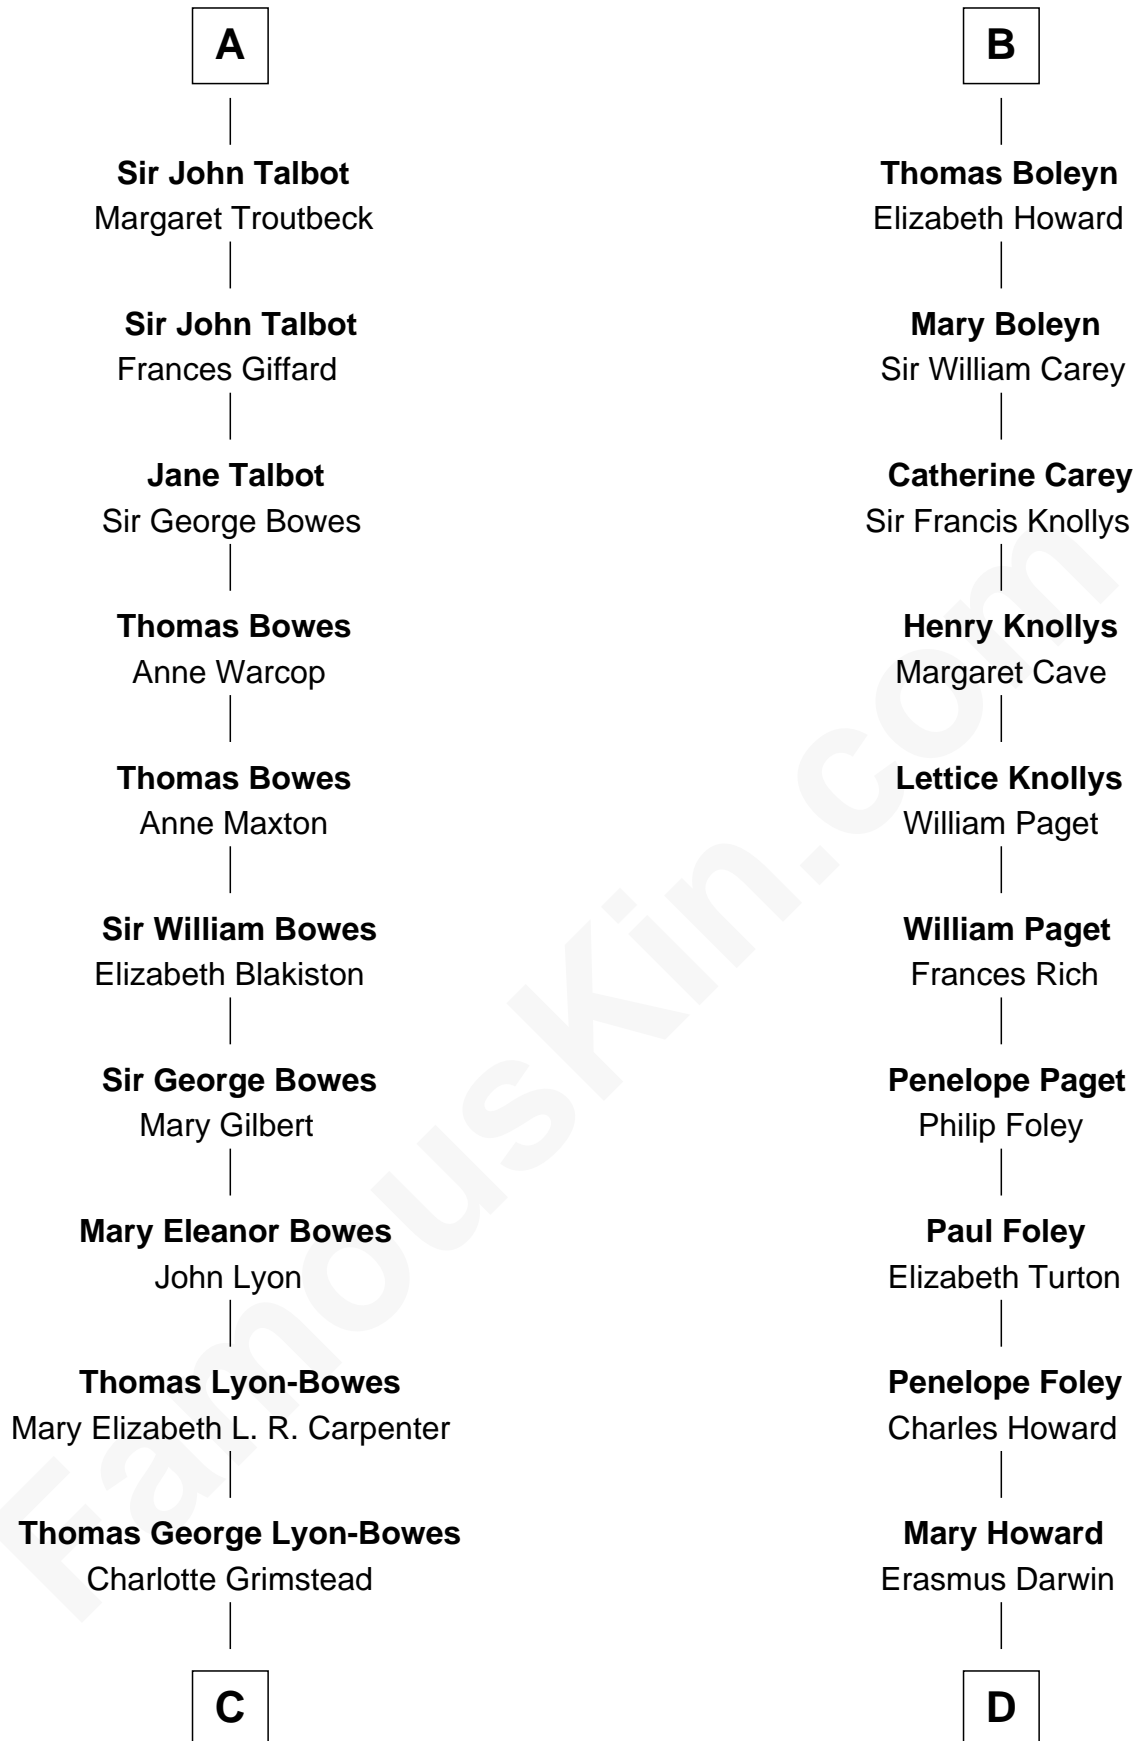 A
Sir John Talbot
Margaret Troutbeck
Sir John Talbot
Frances Giffard
Jane Talbot
Sir George Bowes
Thomas Bowes
Anne Warcop
Thomas Bowes
Anne Maxton
Sir William Bowes
Elizabeth Blakiston
Sir George Bowes
Mary Gilbert
Mary Eleanor Bowes
John Lyon
Thomas Lyon-Bowes
Mary Elizabeth L. R. Carpenter
Thomas George Lyon-Bowes
Charlotte Grimstead
C
B
Thomas Boleyn
Elizabeth Howard
Mary Boleyn
Sir William Carey
Catherine Carey
Sir Francis Knollys
Henry Knollys
Margaret Cave
Lettice Knollys
William Paget
William Paget
Frances Rich
Penelope Paget
Philip Foley
Paul Foley
Elizabeth Turton
Penelope Foley
Charles Howard
Mary Howard
Erasmus Darwin
D
FamousKin.com